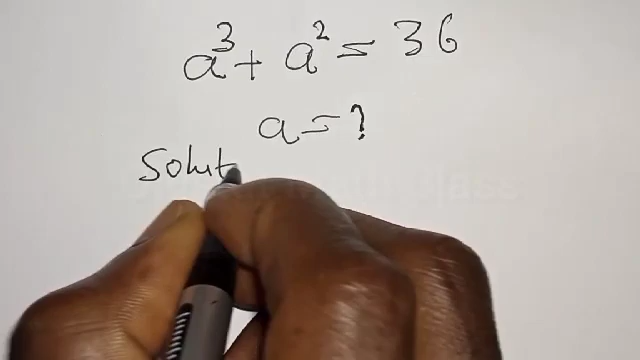 a³ + a² = 36
a = ?
Solut